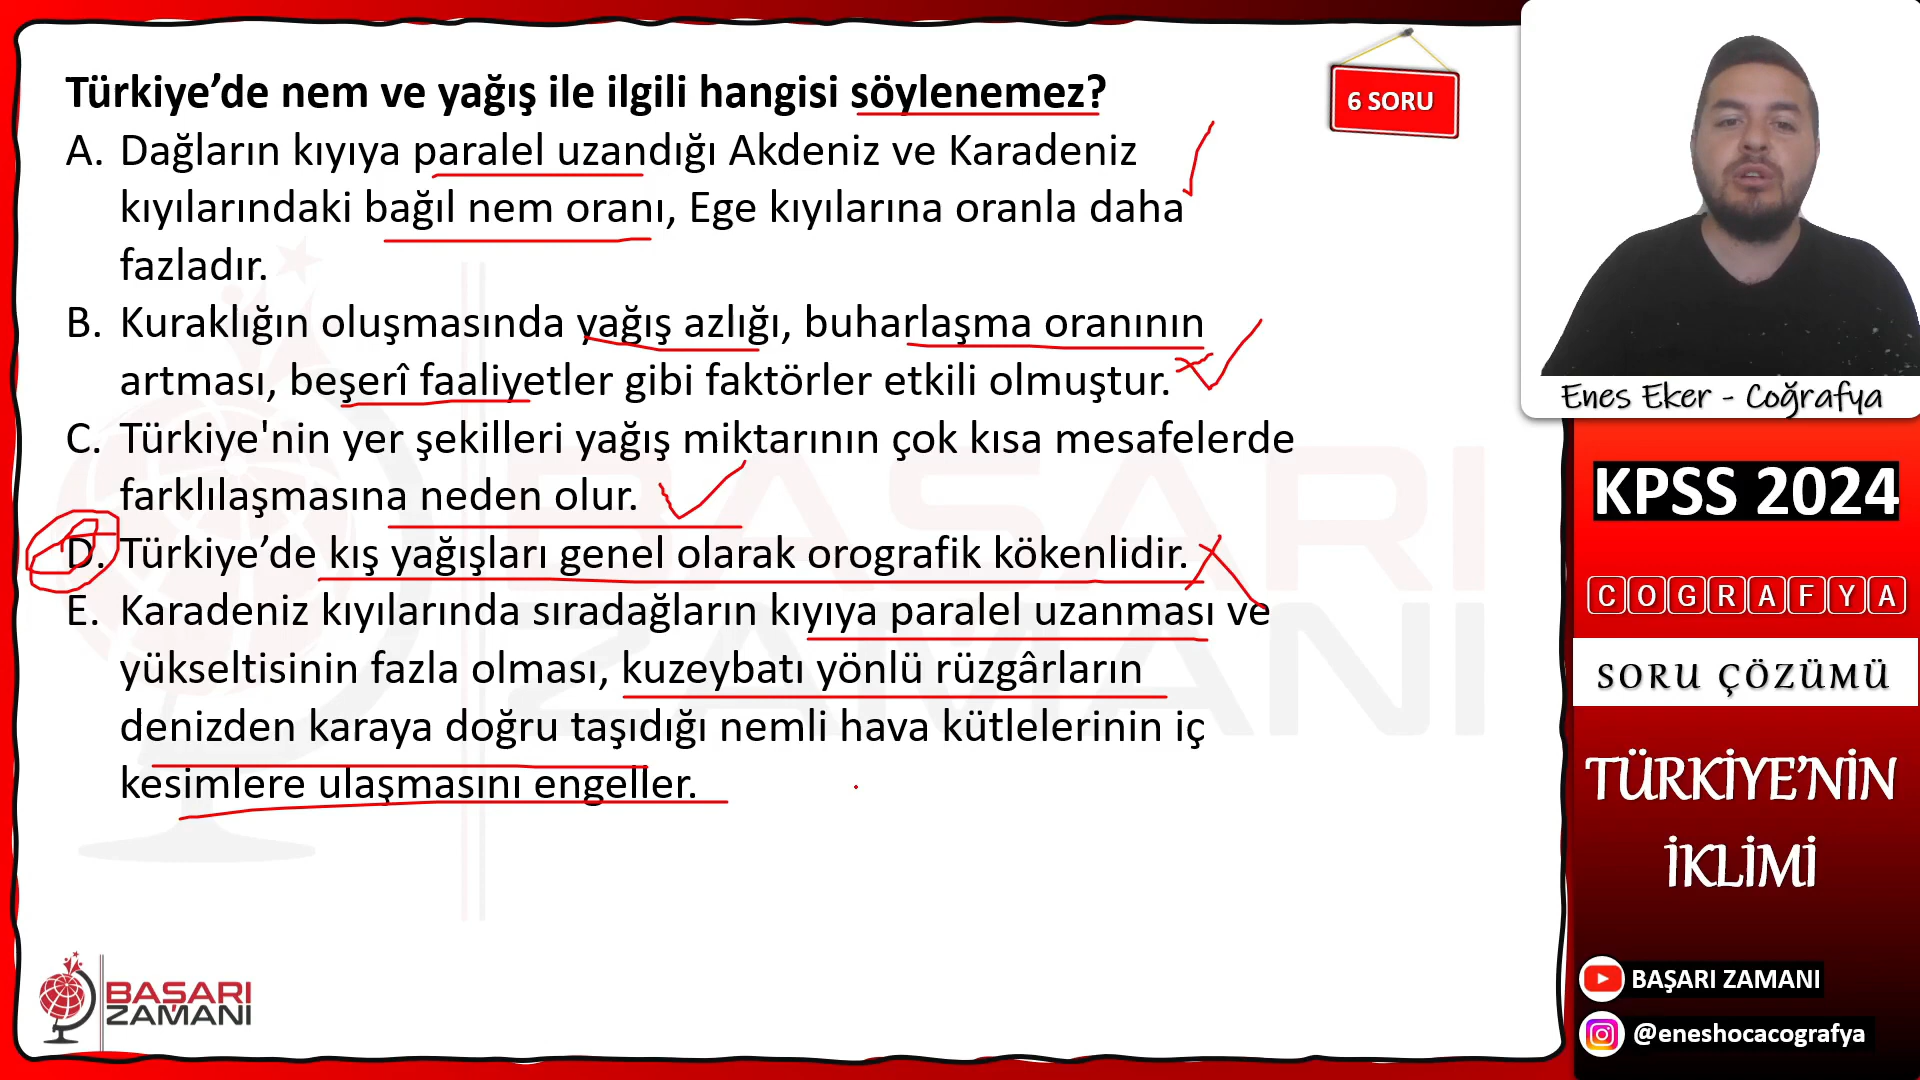 Türkiye’de nem ve yağış ile ilgili hangisi söylenemez?
A. Dağların kıyıya paralel uzandığı Akdeniz ve Karadeniz
kıyılarındaki bağıl nem oranı, Ege kıyılarına oranla daha
fazladır.
B. Kuraklığın oluşmasında yağış azlığı, buharlaşma oranının
artması, beşerî faaliyetler gibi faktörler etkili olmuştur.
C. Türkiye'nin yer şekilleri yağış miktarının çok kısa mesafelerde
farklılaşmasına neden olur.
D. Türkiye’de kış yağışları genel olarak orografik kökenlidir.
E. Karadeniz kıyılarında sıradağların kıyıya paralel uzanması ve
yükseltisinin fazla olması, kuzeybatı yönlü rüzgârların
denizden karaya doğru taşıdığı nemli hava kütlelerinin iç
kesimlere ulaşmasını engeller.
6 SORU
Enes Eker - Coğrafya
KPSS 2024
COGRAFYA
SORU ÇÖZÜMÜ
TÜRKİYE’NİN
İKLİMİ
BAŞARI ZAMANI
@eneshocacografya
BAŞARI
ZAMANI
BAŞARI
ZAMANI